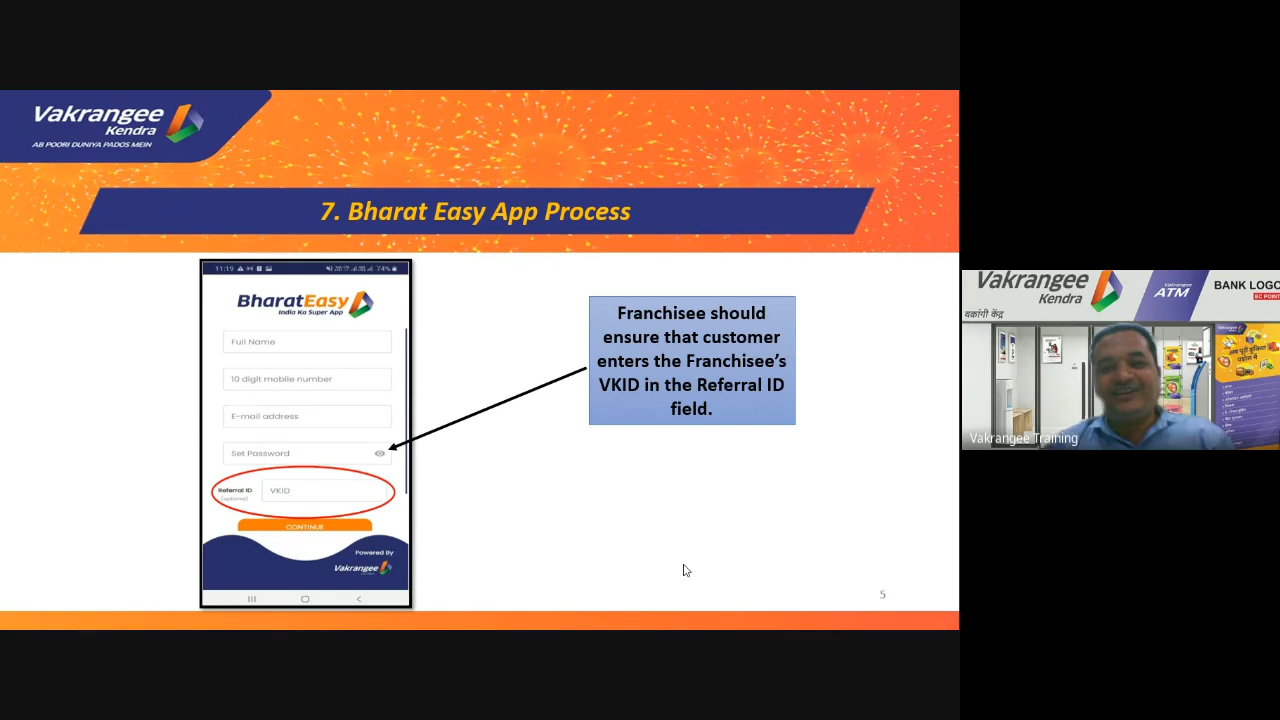 Vakrangee
Kendra
AB POORI DUNIYA PADOS MEIN
7. Bharat Easy App Process
11:19
74%
BharatEasy
India Ka Super App
Full Name
10 digit mobile number
E-mail address
Set Password
Referral ID
(optional)
VKID
CONTINUE
Powered By
Vakrangee
Franchisee should
ensure that customer
enters the Franchisee's
VKID in the Referral ID
field.
5
Vakrangee
Kendra
वक्रांगी केंद्र
Vakrangee
ATM
BANK LOGO
BC POINT
अब पूरी दुनिया
पड़ोस में
Vakrangee Training